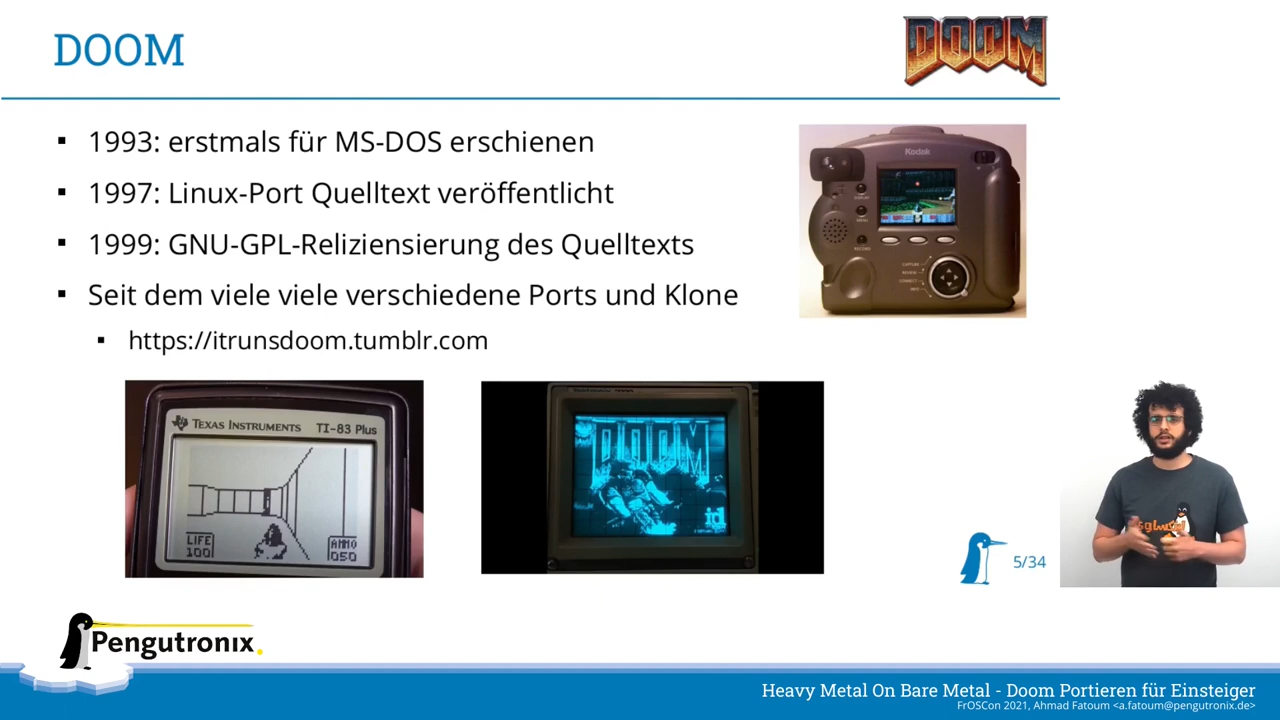 DOOM
DOOM
1993: erstmals für MS-DOS erschienen
1997: Linux-Port Quelltext veröffentlicht
1999: GNU-GPL-Reliziensierung des Quelltexts
Seit dem viele viele verschiedene Ports und Klone
https://itrunsdoom.tumblr.com
Kodak
TEXAS INSTRUMENTS TI-83 Plus
LIFE
100
AMMO
050
DOOM
id
5/34
Pengutronix
Heavy Metal On Bare Metal - Doom Portieren für Einsteiger
FrOSCon 2021, Ahmad Fatoum <a.fatoum@pengutronix.de>